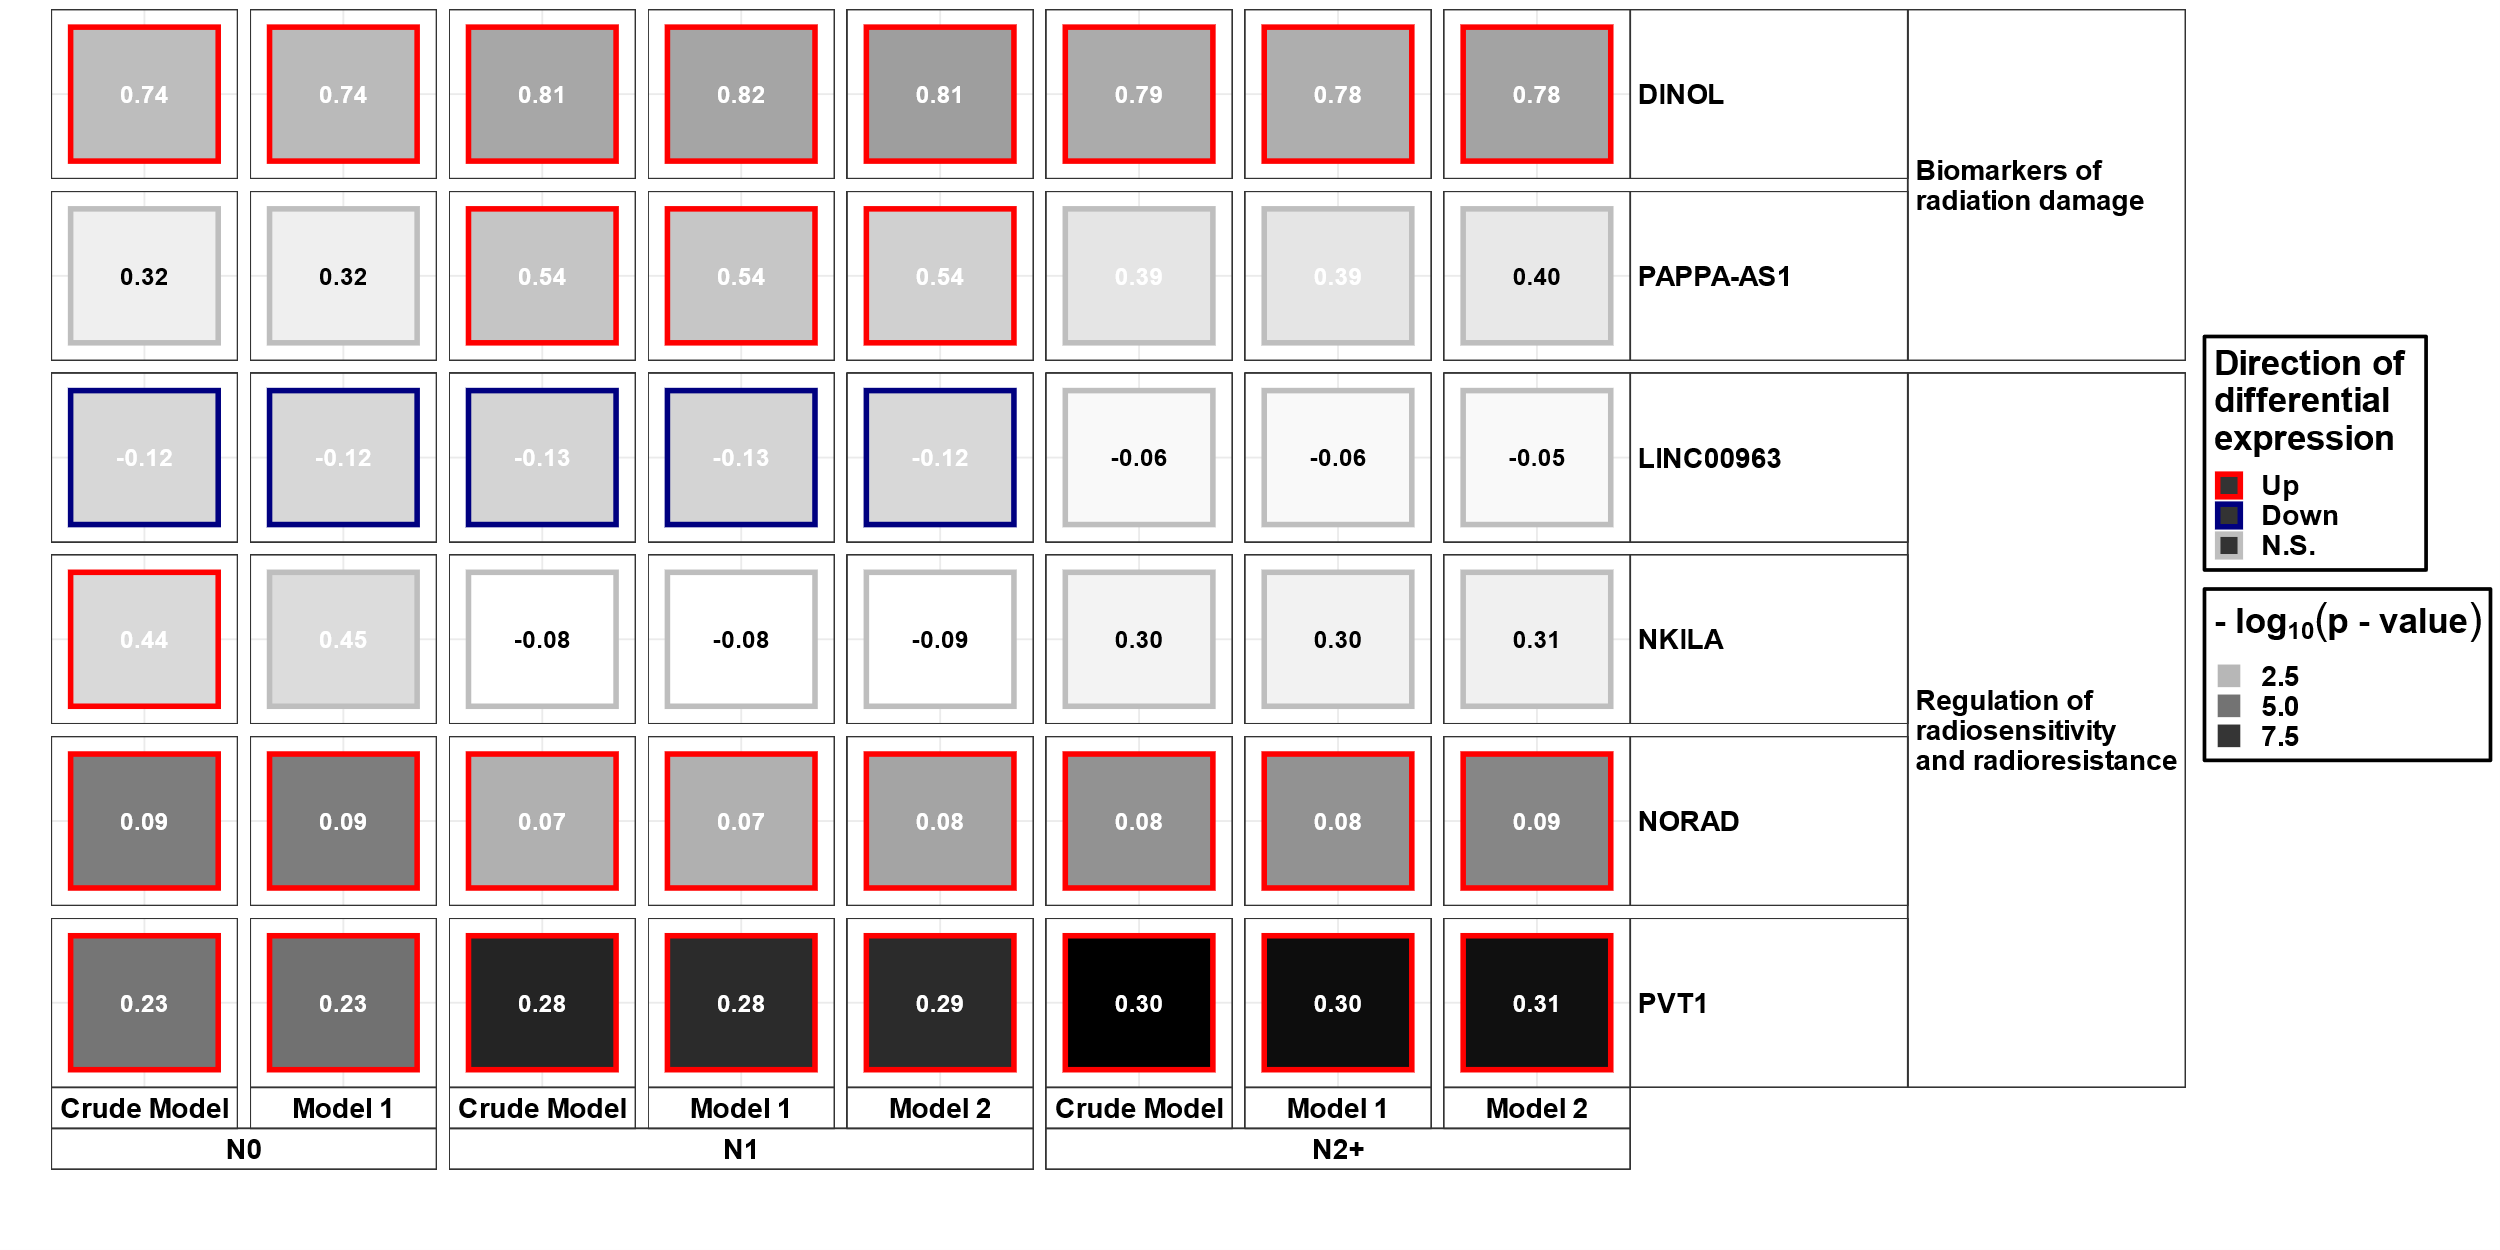 0.74 0.74 0.81 0.82 0.81 0.79 0.78 0.78 DINOL
Biomarkers of
radiation damage
0.32 0.32 0.54 0.54 0.54 0.39 0.39 0.40 PAPPA-AS1
-0.12 -0.12 -0.13 -0.13 -0.12 -0.06 -0.06 -0.05 LINC00963
0.44 0.45 -0.08 -0.08 -0.09 0.30 0.30 0.31 NKILA
Regulation of
radiosensitivity
and radioresistance
0.09 0.09 0.07 0.07 0.08 0.08 0.08 0.09 NORAD
0.23 0.23 0.28 0.28 0.29 0.30 0.30 0.31 PVT1
Crude Model Model 1 Crude Model Model 1 Model 2 Crude Model Model 1 Model 2
N0 N1 N2+
Direction of
differential
expression
Up
Down
N.S.
- log₁₀(p - value)
2.5
5.0
7.5